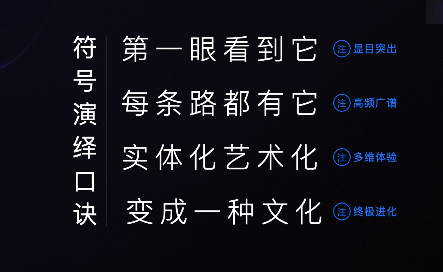 符号演绎口诀
第一眼看到它 注 显目突出
每条路都有它 注 高频广谱
实体化艺术化 注 多维体验
变成一种文化 注 终极进化